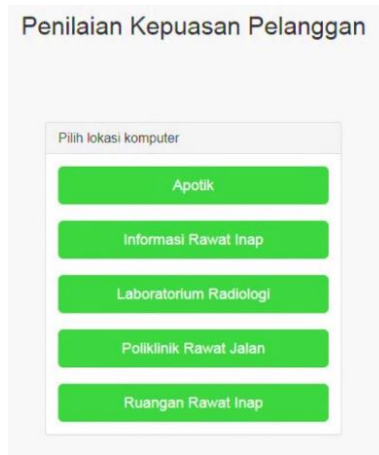 Penilaian Kepuasan Pelanggan
Pilih lokasi komputer
Apotik
Informasi Rawat Inap
Laboratorium Radiologi
Poliklinik Rawat Jalan
Ruangan Rawat Inap